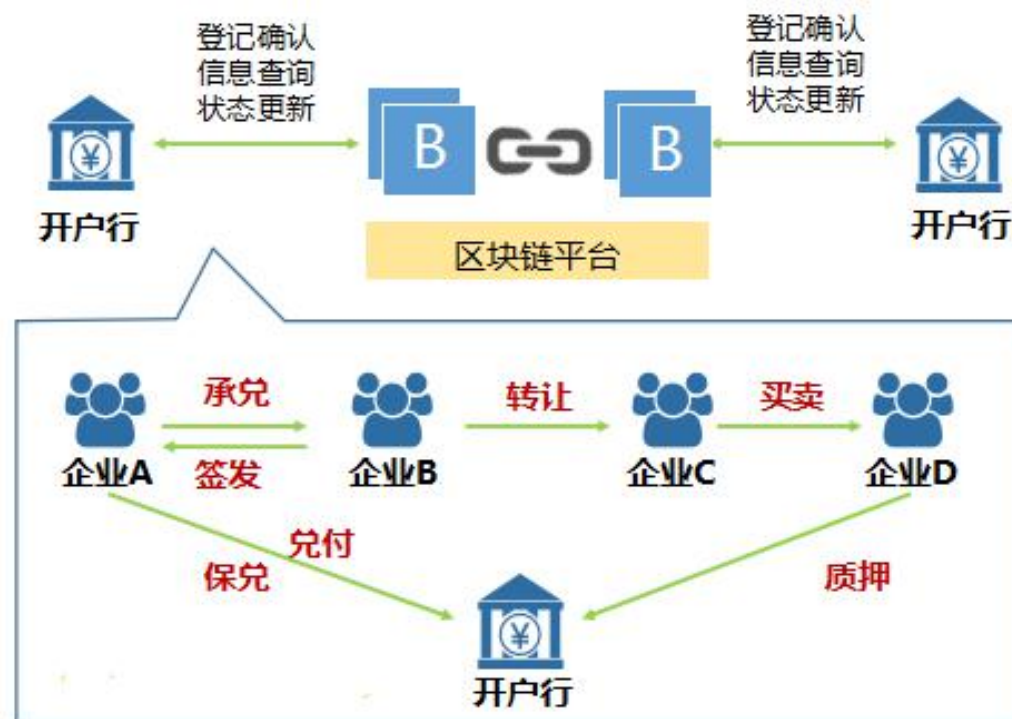 登记确认
信息查询
状态更新
登记确认
信息查询
状态更新
B
B
¥
¥
开户行
开户行
区块链平台
承兑
转让
买卖
企业A
签发
企业B
企业C
企业D
兑付
保兑
质押
¥
开户行